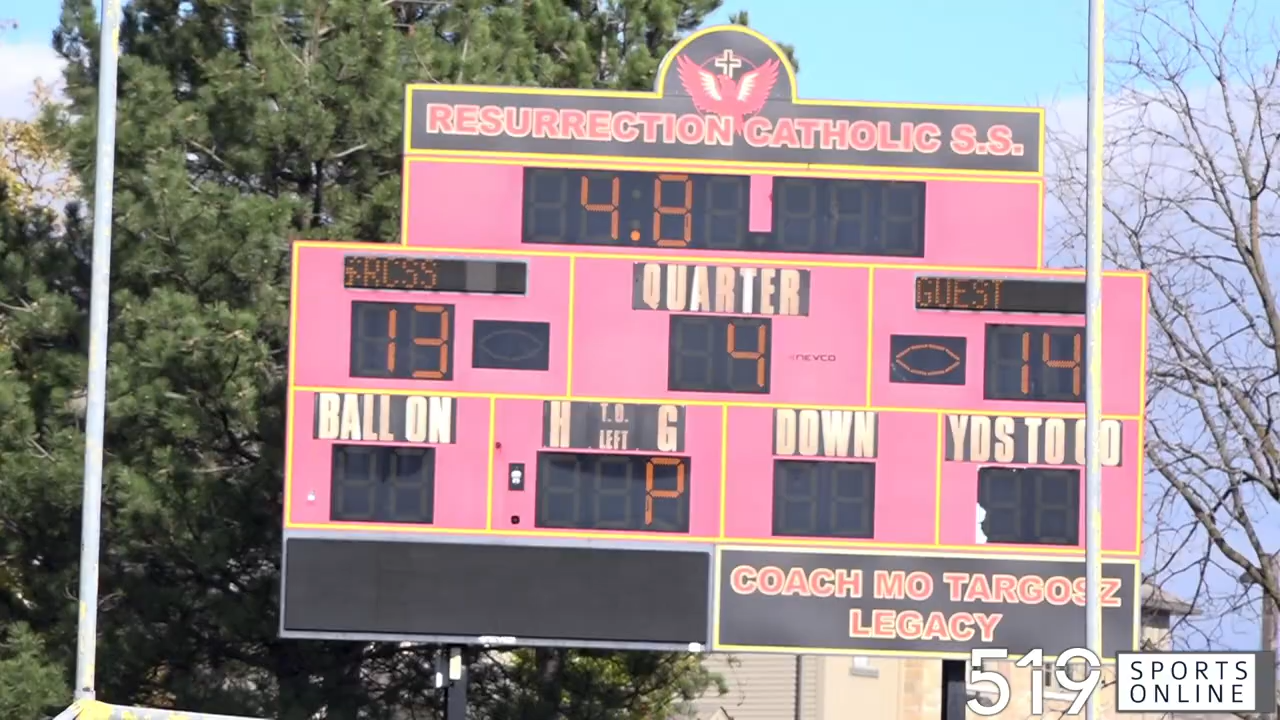 RESURRECTION CATHOLIC S.S.
4.8
RCSS
QUARTER
GUEST
13
4
NEVCO
14
BALL ON
H T.O. LEFT G
DOWN
YDS TO GO
P
COACH MO TARGOSZ
LEGACY
519 SPORTS
ONLINE